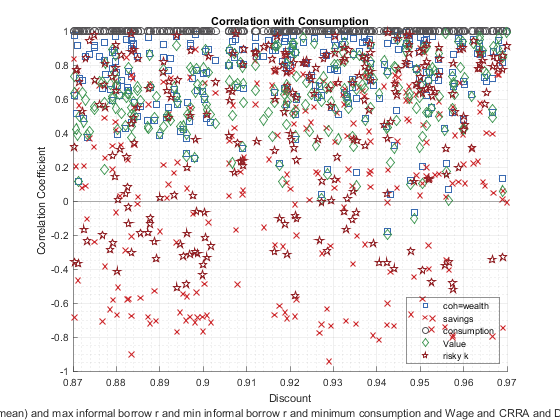 Correlation with Consumption
1
0.8
0.6
0.4
0.2
0
-0.2
-0.4
-0.6
-0.8
-1
Correlation Coefficient
coh=wealth
savings
consumption
Value
risky k
0.87 0.88 0.89 0.9 0.91 0.92 0.93 0.94 0.95 0.96 0.97
Discount
mean) and max informal borrow r and min informal borrow r and minimum consumption and Wage and CRRA and D